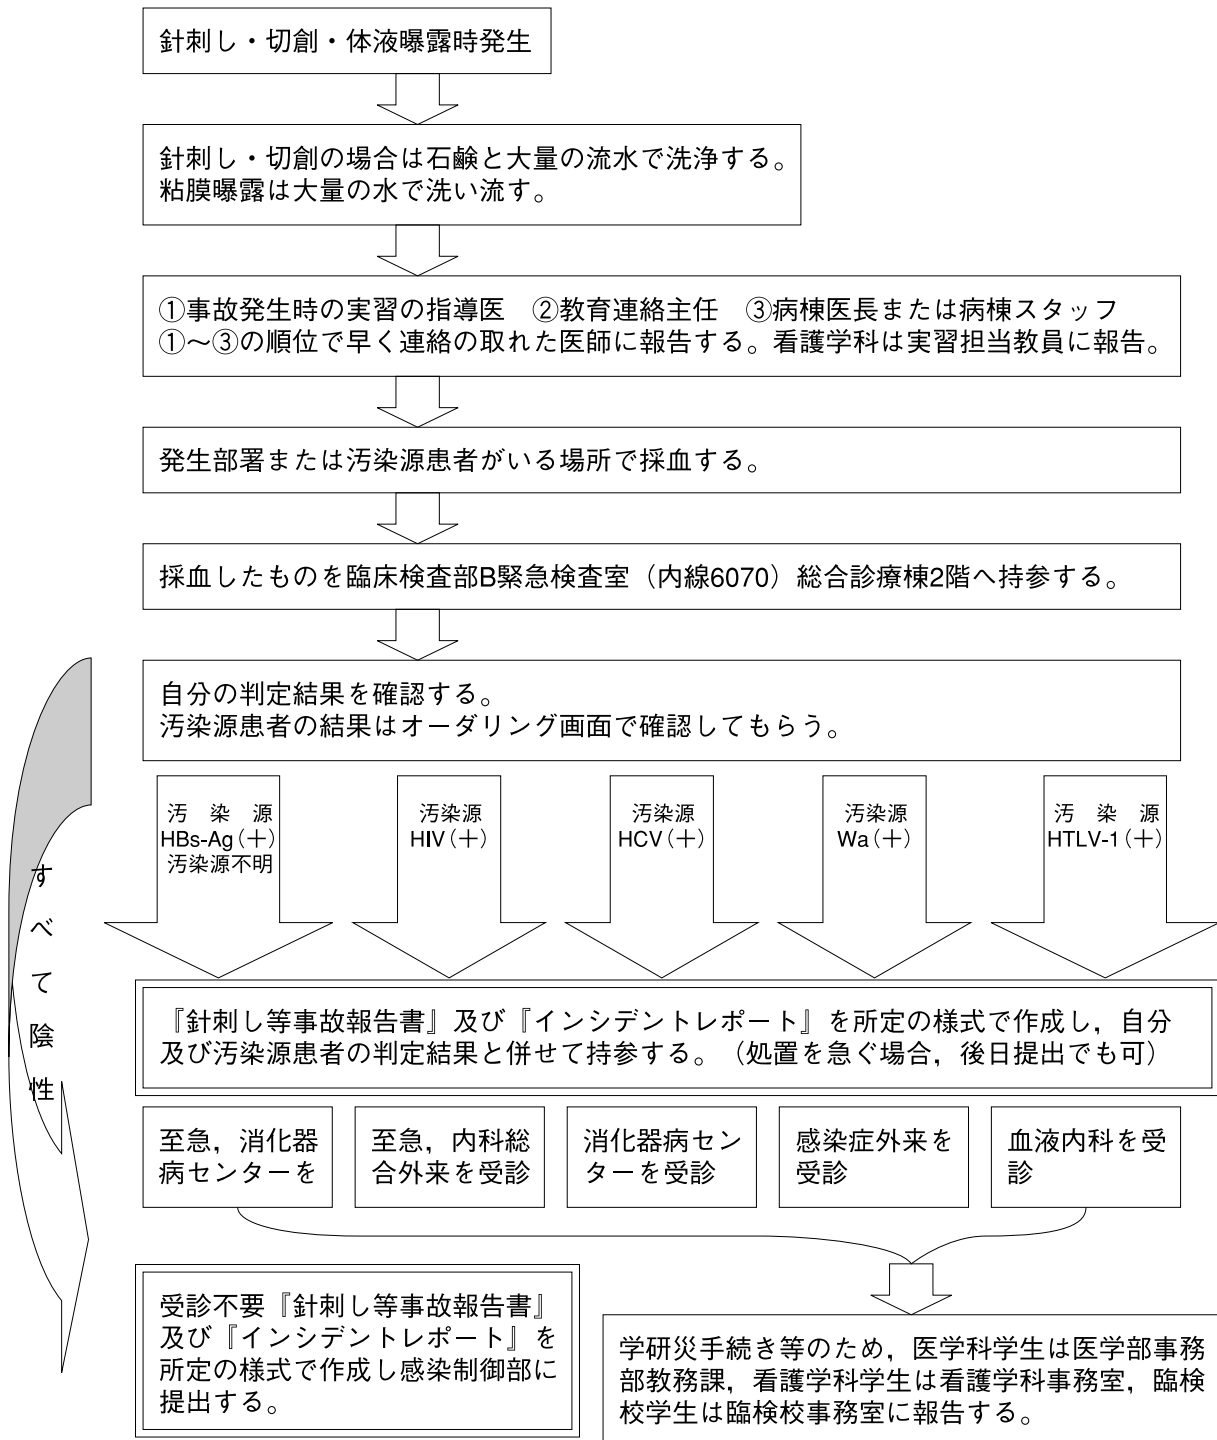 針刺し・切創・体液曝露時発生
針刺し・切創の場合は石鹸と大量の流水で洗浄する。
粘膜曝露は大量の水で洗い流す。
①事故発生時の実習の指導医　②教育連絡主任　③病棟医長または病棟スタッフ
①～③の順位で早く連絡の取れた医師に報告する。看護学科は実習担当教員に報告。
発生部署または汚染源患者がいる場所で採血する。
採血したものを臨床検査部B緊急検査室（内線6070）総合診療棟2階へ持参する。
自分の判定結果を確認する。
汚染源患者の結果はオーダリング画面で確認してもらう。
汚　染　源
HBs-Ag（＋）
汚染源不明
汚染源
HIV（＋）
汚染源
HCV（＋）
汚染源
Wa（＋）
汚　染　源
HTLV-1（＋）
すべて陰性
『針刺し等事故報告書』及び『インシデントレポート』を所定の様式で作成し，自分
及び汚染源患者の判定結果と併せて持参する。（処置を急ぐ場合，後日提出でも可）
至急，消化器
病センターを
至急，内科総
合外来を受診
消化器病セン
ターを受診
感染症外来を
受診
血液内科を受
診
受診不要『針刺し等事故報告書』
及び『インシデントレポート』を
所定の様式で作成し感染制御部に
提出する。
学研災手続き等のため，医学科学生は医学部事務
部教務課，看護学科学生は看護学科事務室，臨検
校学生は臨検校事務室に報告する。